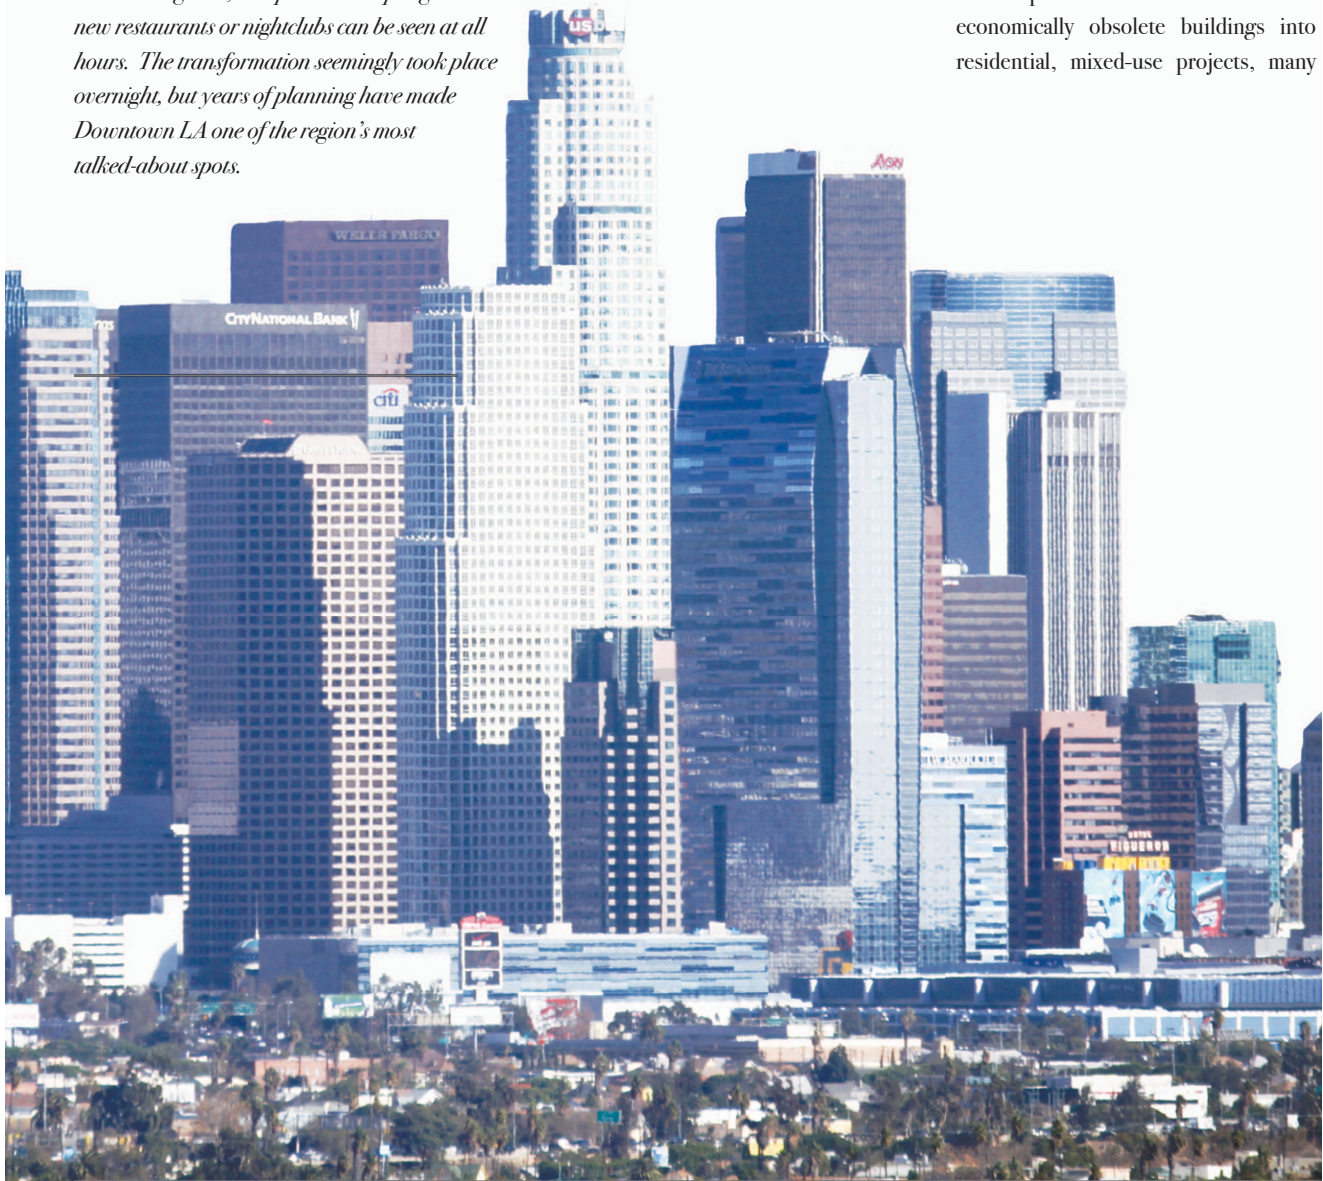 new restaurants or nightclubs can be seen at all
hours. The transformation seemingly took place
overnight, but years of planning have made
Downtown LA one of the region's most
talked-about spots.
economically obsolete buildings into
residential, mixed-use projects, many
us
Aon
WELLS FARGO
CITY NATIONAL BANK
citi
JW MARRIOTT
HOTEL
FIGUEROA